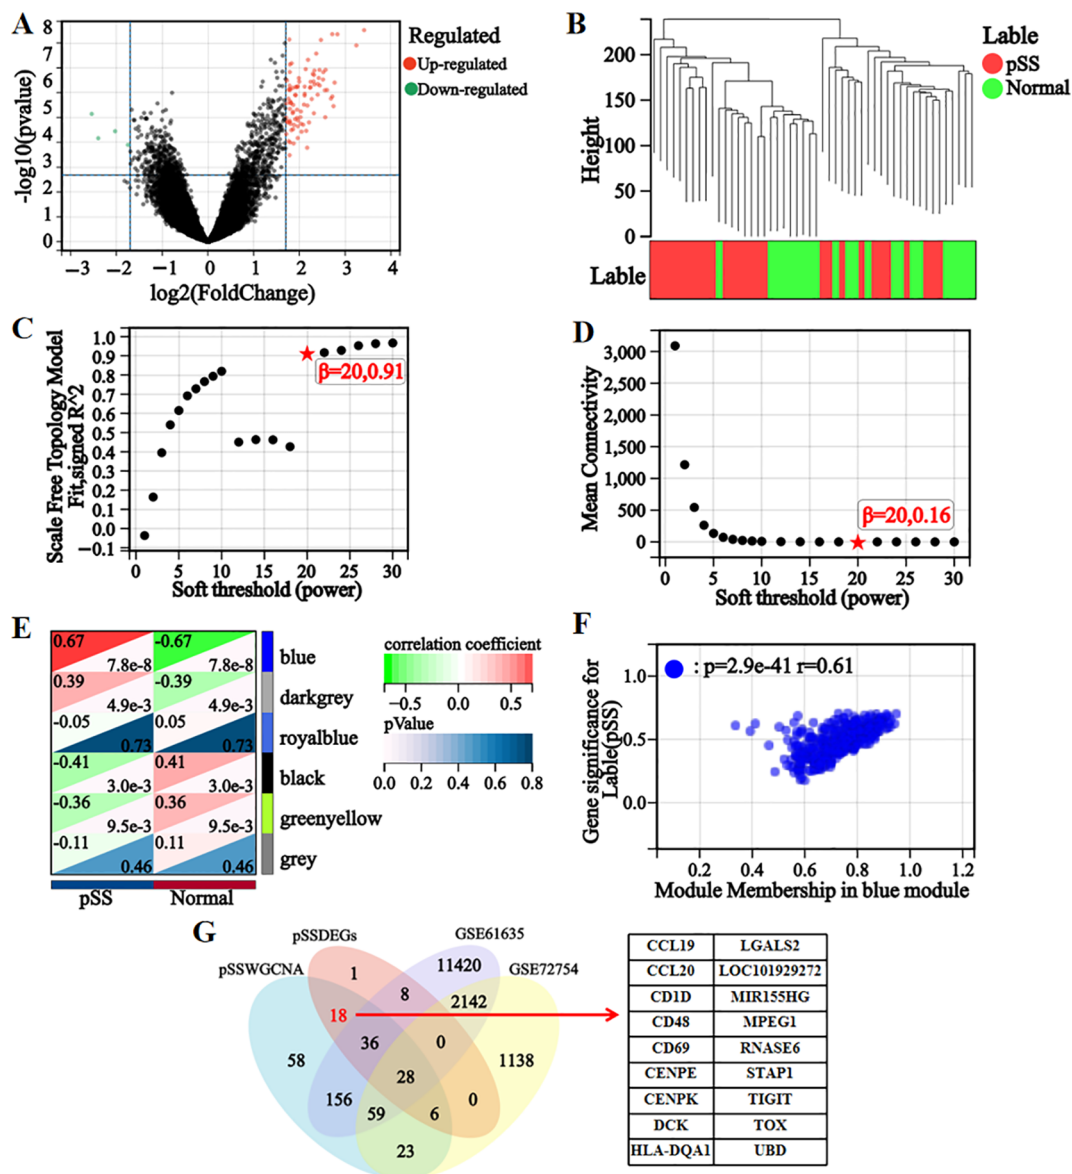 A
8
7
6
5
4
3
2
1
0
-log10(pvalue)
−3
−2
−1
0
1
2
3
4
log2(FoldChange)
Regulated
Up-regulated
Down-regulated
B
200
150
100
50
0
Height
Lable
Lable
pSS
Normal
C
1.0
0.9
0.8
0.7
0.6
0.5
0.4
0.3
0.2
0.1
0.0
−0.1
Scale Free Topology Model
Fit,signed R^2
β=20,0.91
0
5
10
15
20
25
30
Soft threshold (power)
D
3,000
2,500
2,000
1,500
1,000
500
0
Mean Connectivity
β=20,0.16
0
5
10
15
20
25
30
Soft threshold (power)
E
0.67
7.8e-8
-0.67
7.8e-8
blue
0.39
4.9e-3
-0.39
4.9e-3
darkgrey
-0.05
0.73
0.05
0.73
royalblue
-0.41
3.0e-3
0.41
3.0e-3
black
-0.36
9.5e-3
0.36
9.5e-3
greenyellow
-0.11
0.46
0.11
0.46
grey
pSS
Normal
correlation coefficient
−0.5
0.0
0.5
pValue
0.0
0.2
0.4
0.6
0.8
F
: p=2.9e-41 r=0.61
1.0
0.5
0.0
Gene significance for
Lable(pSS)
0.2
0.4
0.6
0.8
1.0
1.2
Module Membership in blue module
G
pSSWGCNA
pSSDEGs
GSE61635
GSE72754
1
11420
8
2142
18
36
0
58
1138
28
156
59
6
0
23
CCL19 LGALS2
CCL20 LOC101929272
CD1D MIR155HG
CD48 MPEG1
CD69 RNASE6
CENPE STAP1
CENPK TIGIT
DCK TOX
HLA-DQA1 UBD